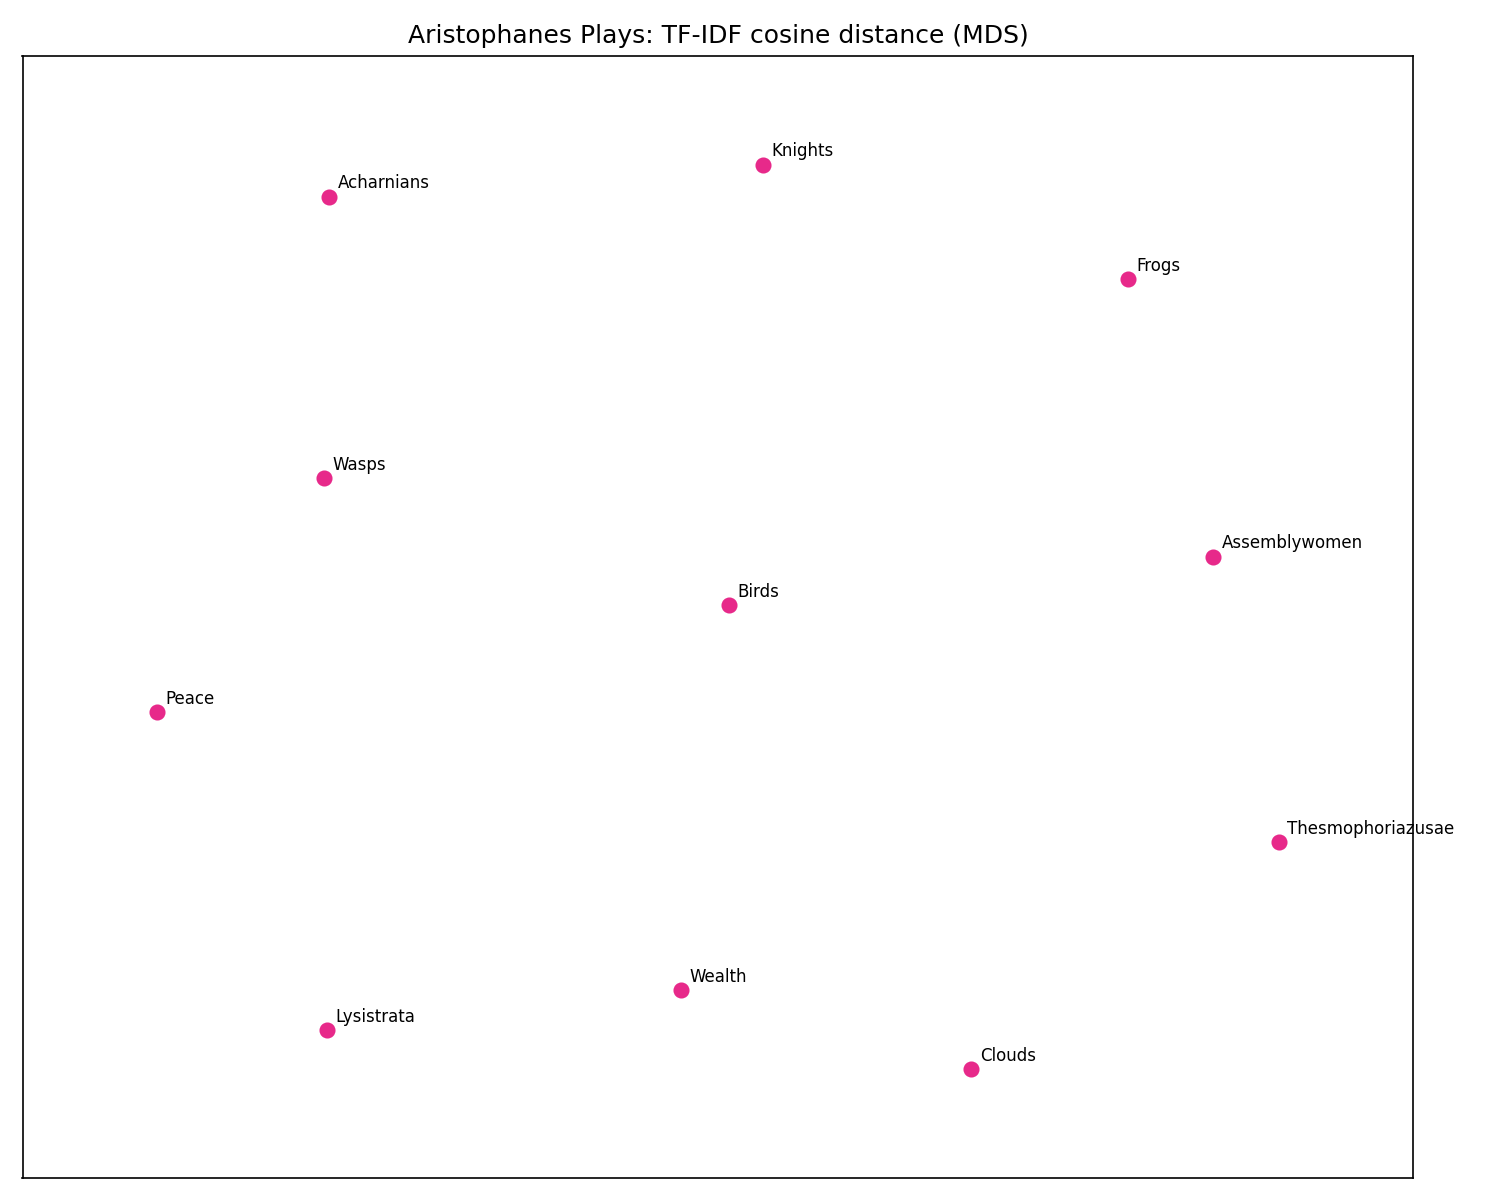 Aristophanes Plays: TF-IDF cosine distance (MDS)
Knights
Acharnians
Frogs
Wasps
Assemblywomen
Birds
Peace
Thesmophoriazusae
Wealth
Lysistrata
Clouds